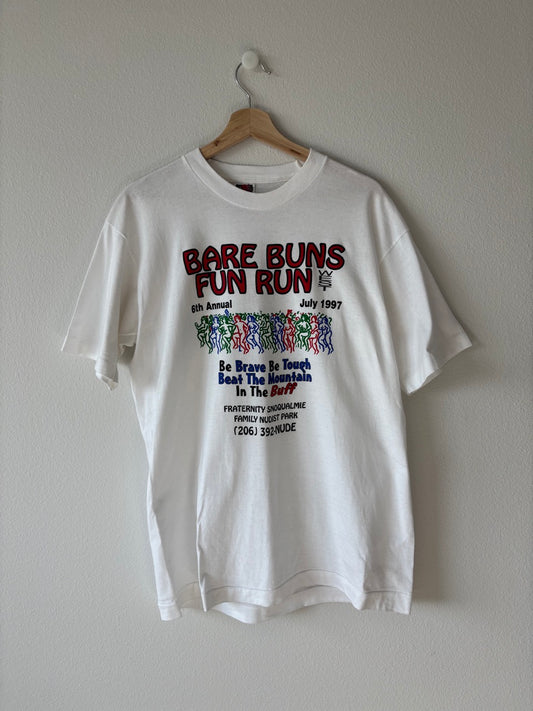 BARE BUNS
FUN RUN WEST
6th Annual July 1997
Be Brave Be Tough
Beat The Mountain
In The Buff
FRATERNITY SNOQUALMIE
FAMILY NUDIST PARK
(206) 392-NUDE